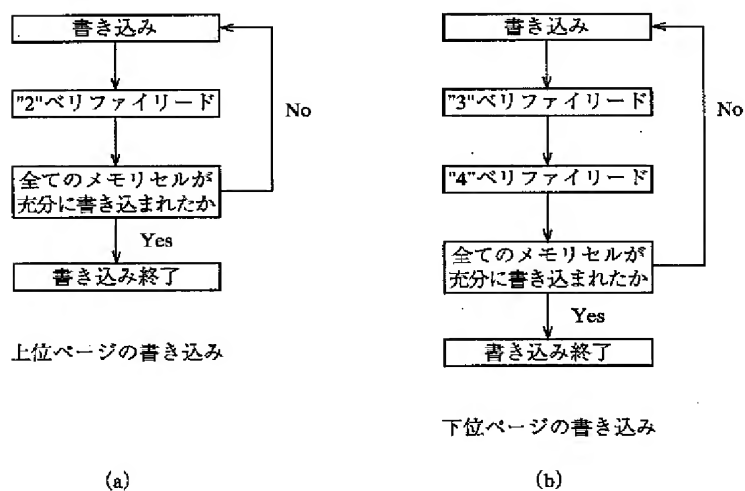 書き込み
"2"ベリファイリード
No
全てのメモリセルが
充分に書き込まれたか
Yes
書き込み終了
上位ページの書き込み
(a)
書き込み
"3"ベリファイリード
No
"4"ベリファイリード
全てのメモリセルが
充分に書き込まれたか
Yes
書き込み終了
下位ページの書き込み
(b)